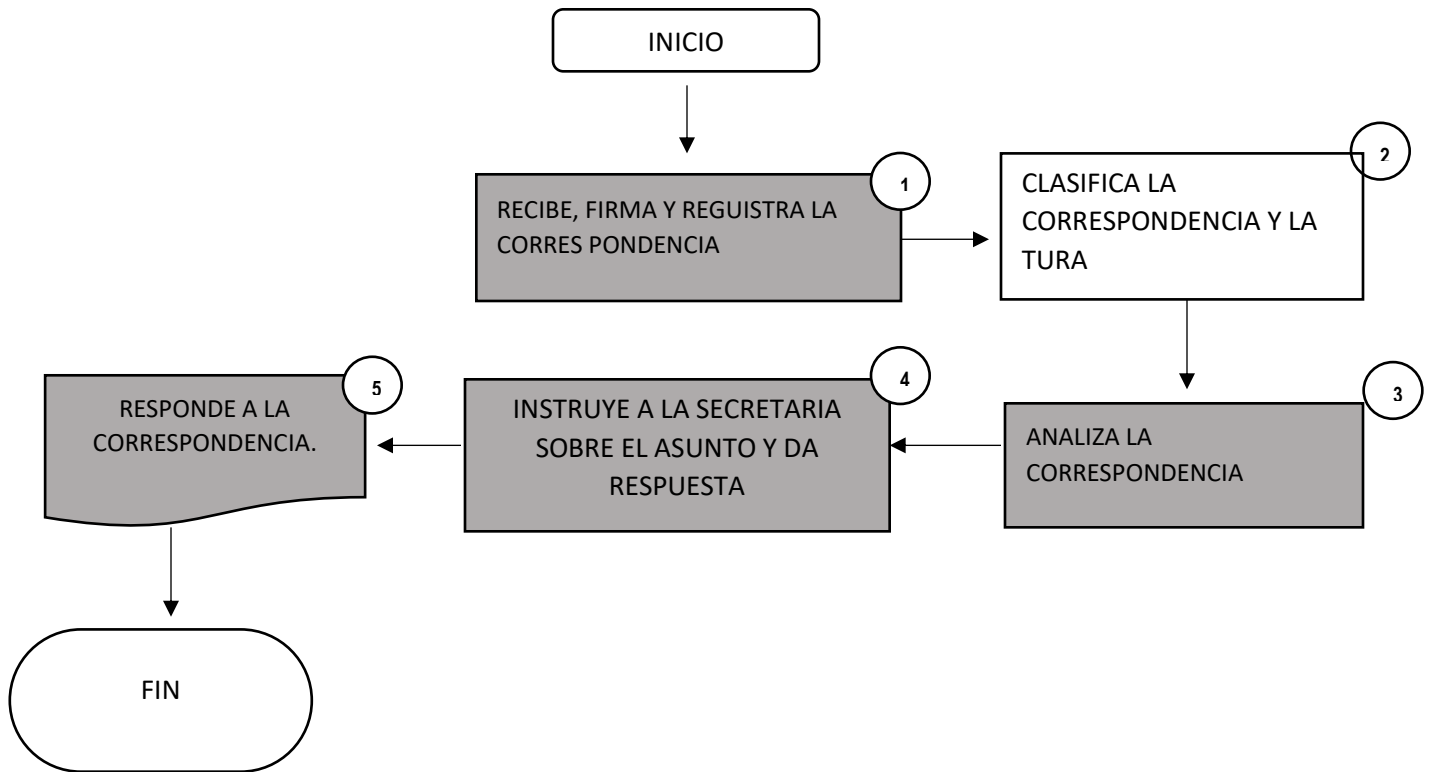 INICIO
1
RECIBE, FIRMA Y REGUISTRA LA
CORRES PONDENCIA
2
CLASIFICA LA
CORRESPONDENCIA Y LA
TURA
3
ANALIZA LA
CORRESPONDENCIA
4
INSTRUYE A LA SECRETARIA
SOBRE EL ASUNTO Y DA
RESPUESTA
5
RESPONDE A LA
CORRESPONDENCIA.
FIN